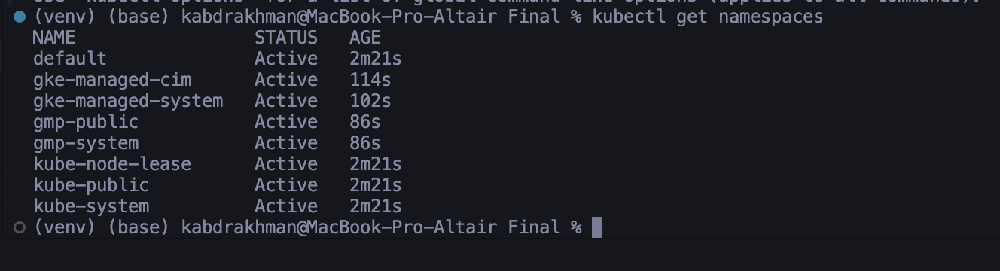 (venv) (base) kabdrakhman@MacBook-Pro-Altair Final % kubectl get namespaces
NAME STATUS AGE
default Active 2m21s
gke-managed-cim Active 114s
gke-managed-system Active 102s
gmp-public Active 86s
gmp-system Active 86s
kube-node-lease Active 2m21s
kube-public Active 2m21s
kube-system Active 2m21s
(venv) (base) kabdrakhman@MacBook-Pro-Altair Final %